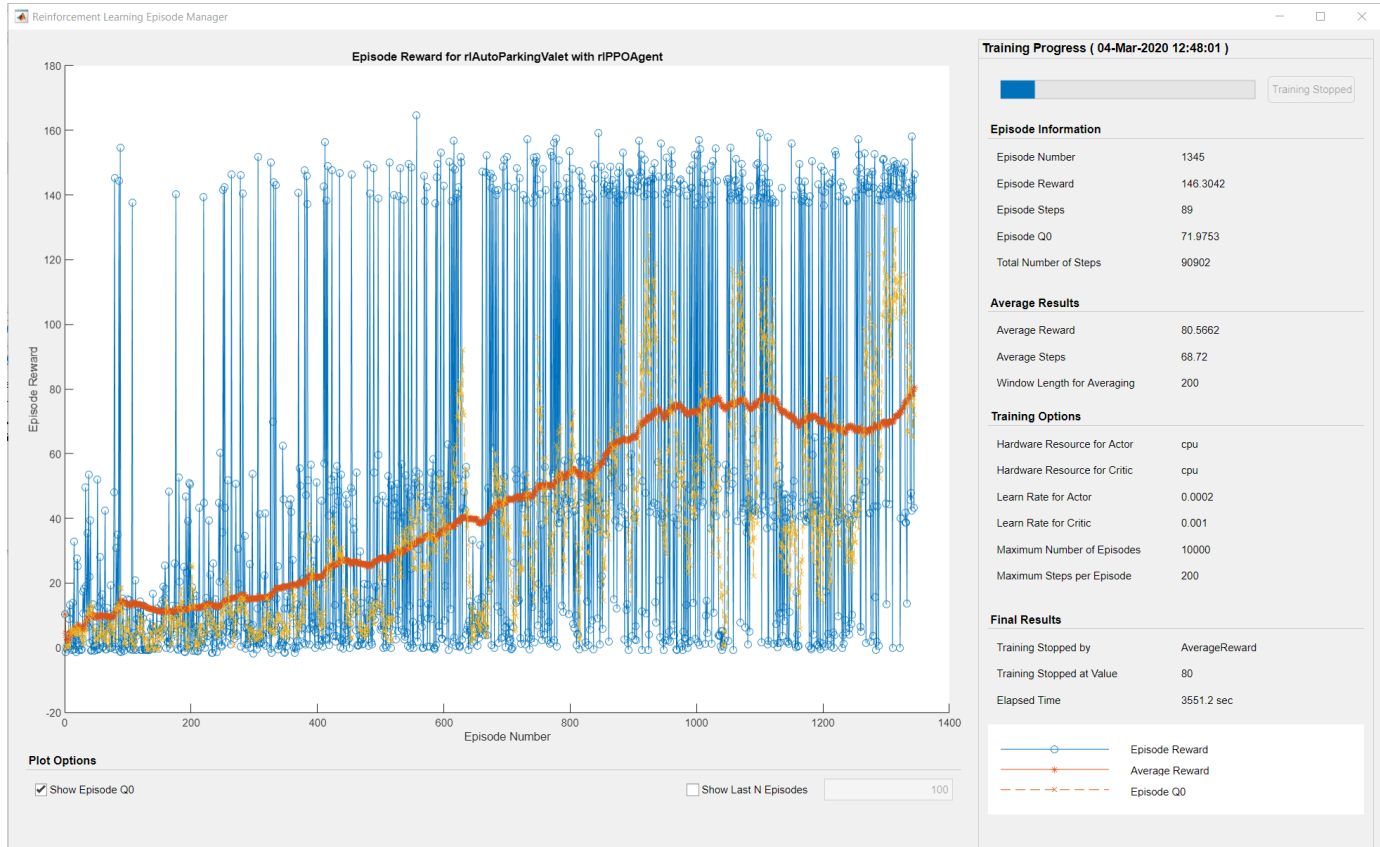 Reinforcement Learning Episode Manager
Episode Reward for rlAutoParkingValet with rlPPOAgent
180
160
140
120
100
80
60
40
20
0
-20
Episode Reward
0 200 400 600 800 1000 1200 1400
Episode Number
Plot Options
Show Episode Q0
Show Last N Episodes 100
Training Progress ( 04-Mar-2020 12:48:01 )
Training Stopped
Episode Information
Episode Number 1345
Episode Reward 146.3042
Episode Steps 89
Episode Q0 71.9753
Total Number of Steps 90902
Average Results
Average Reward 80.5662
Average Steps 68.72
Window Length for Averaging 200
Training Options
Hardware Resource for Actor cpu
Hardware Resource for Critic cpu
Learn Rate for Actor 0.0002
Learn Rate for Critic 0.001
Maximum Number of Episodes 10000
Maximum Steps per Episode 200
Final Results
Training Stopped by AverageReward
Training Stopped at Value 80
Elapsed Time 3551.2 sec
Episode Reward
Average Reward
Episode Q0